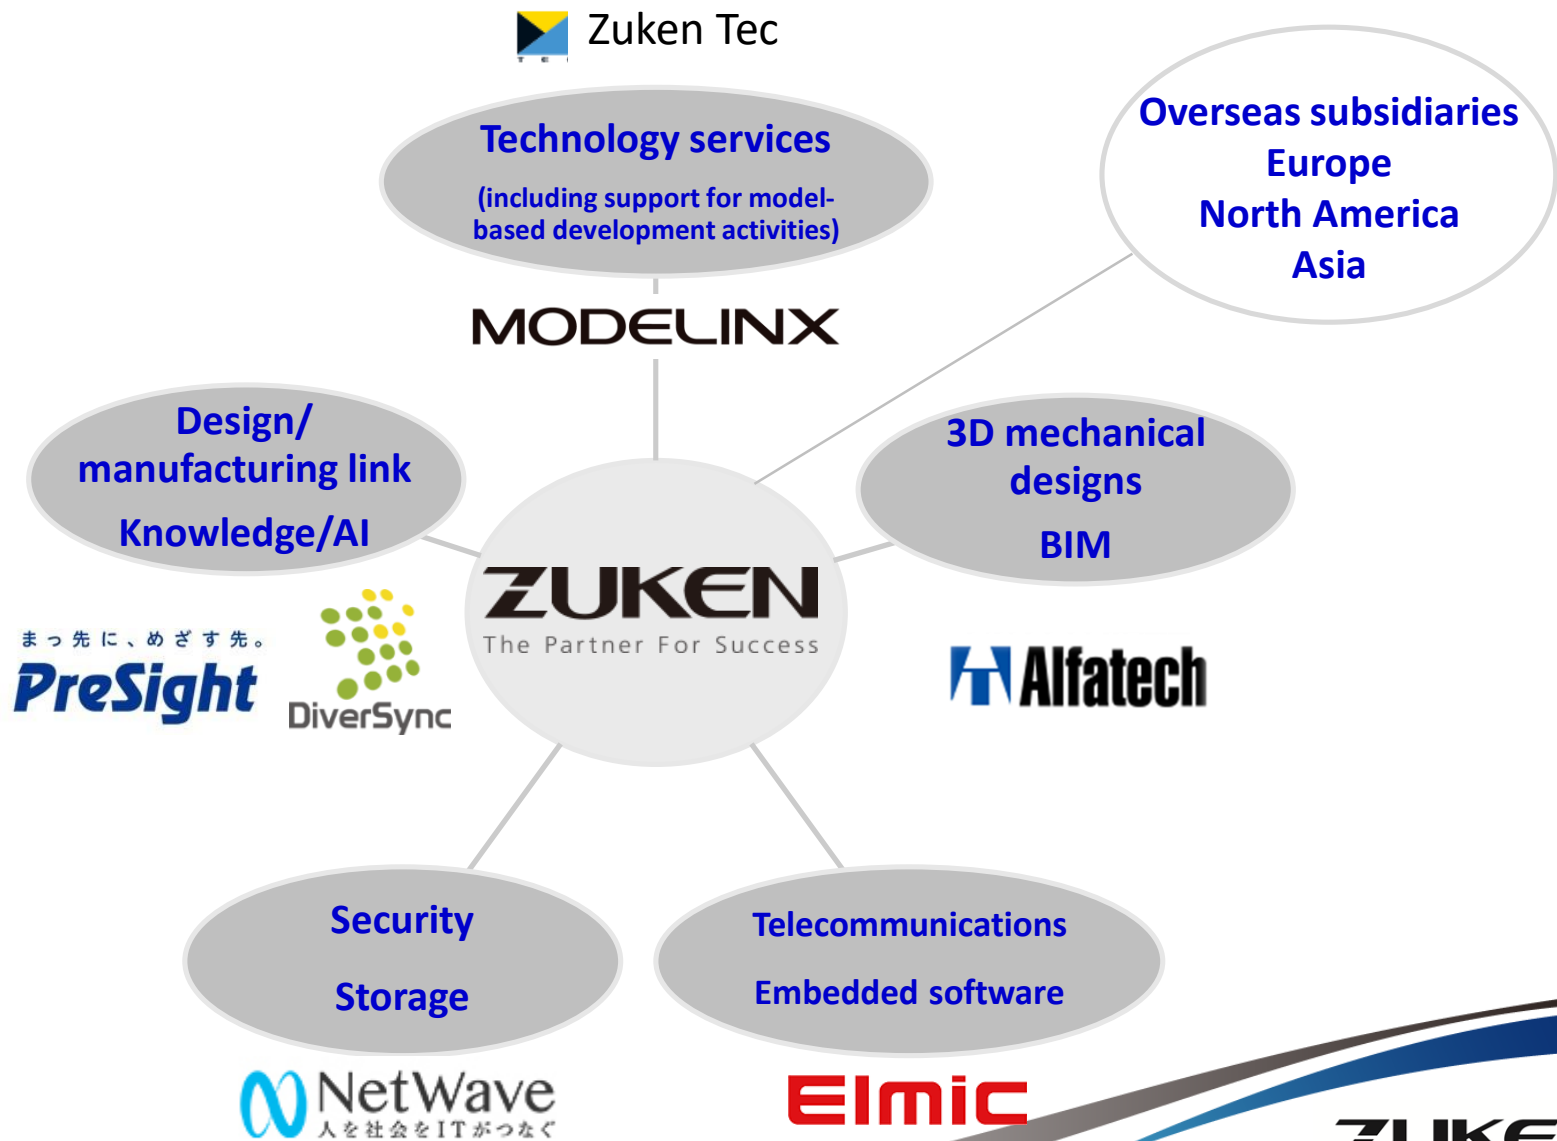 Zuken Tec
Technology services
(including support for model-
based development activities)
MODELINX
Overseas subsidiaries
Europe
North America
Asia
Design/
manufacturing link
Knowledge/AI
3D mechanical
designs
BIM
ZUKEN
The Partner For Success
まっ先に、めざす先。
PreSight
DiverSync
Alfatech
Security
Storage
Telecommunications
Embedded software
NetWave
人を社会をITがつなぐ
Elmic